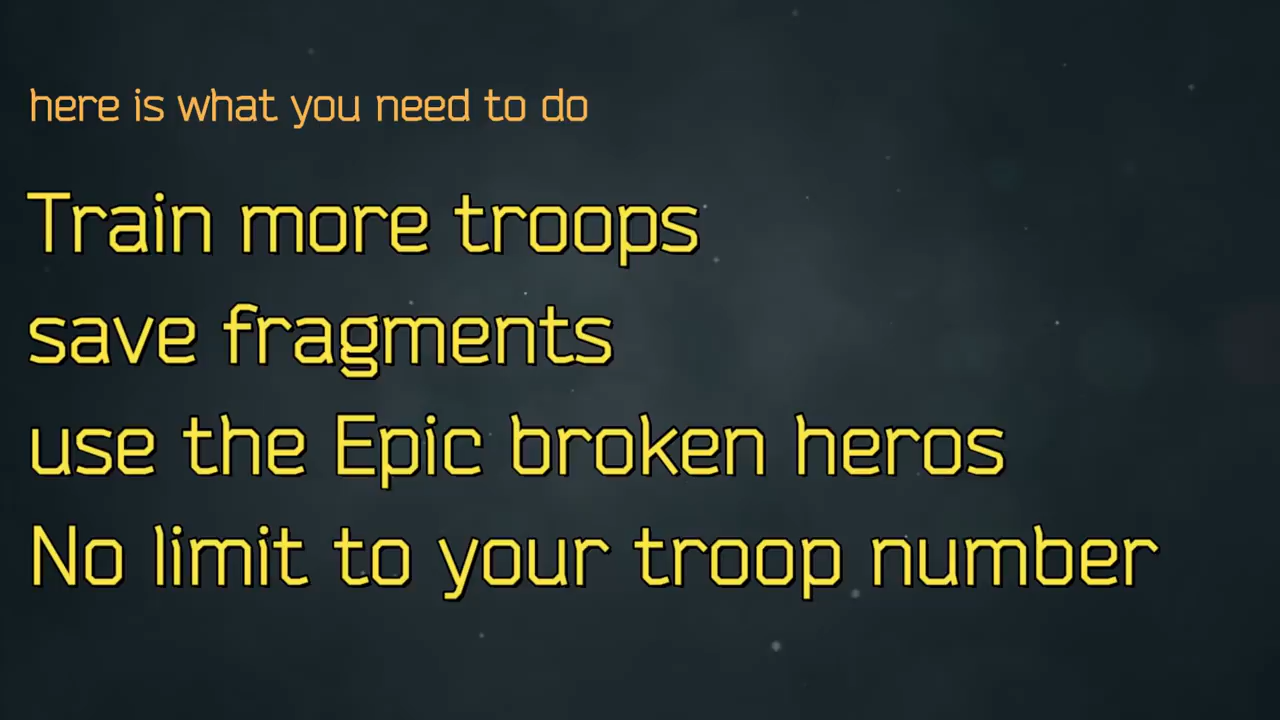 here is what you need to do
Train more troops
save fragments
use the Epic broken heros
No limit to your troop number